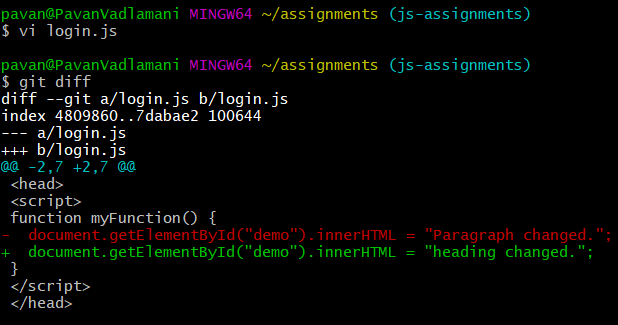 pavan@PavanVadlamani MINGW64 ~/assignments (js-assignments)
$ vi login.js

pavan@PavanVadlamani MINGW64 ~/assignments (js-assignments)
$ git diff
diff --git a/login.js b/login.js
index 4809860..7dabae2 100644
--- a/login.js
+++ b/login.js
@@ -2,7 +2,7 @@
 <head>
 <script>
 function myFunction() {
-  document.getElementById("demo").innerHTML = "Paragraph changed.";
+  document.getElementById("demo").innerHTML = "heading changed.";
 }
 </script>
 </head>